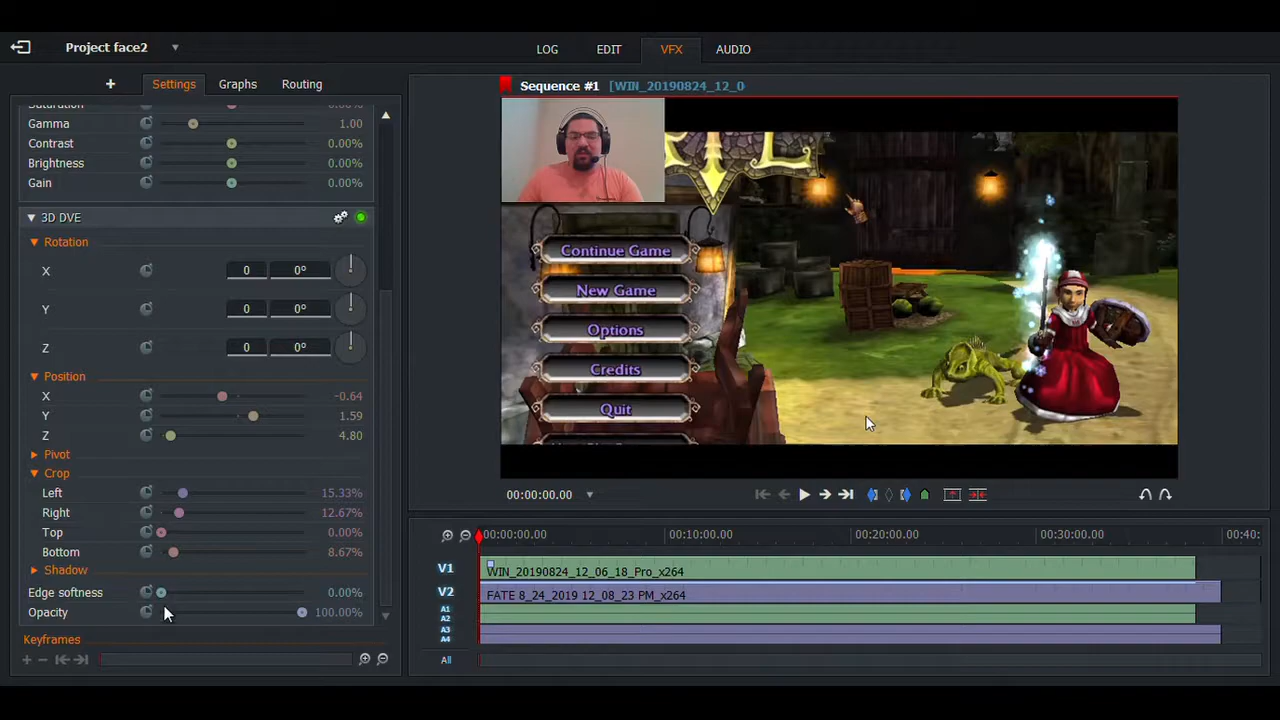 Project face2
LOG EDIT VFX AUDIO
+ Settings Graphs Routing
Saturation 0.00%
Gamma 1.00
Contrast 0.00%
Brightness 0.00%
Gain 0.00%
3D DVE
Rotation
X 0 0°
Y 0 0°
Z 0 0°
Position
X -0.64
Y 1.59
Z 4.80
Pivot
Crop
Left 15.33%
Right 12.67%
Top 0.00%
Bottom 8.67%
Shadow
Edge softness 0.00%
Opacity 100.00%
Keyframes
Sequence #1 [WIN_20190824_12_0
Continue Game
New Game
Options
Credits
Quit
00:00:00.00
00:00:00.00 00:10:00.00 00:20:00.00 00:30:00.00 00:40:
V1 WIN_20190824_12_06_18_Pro_x264
V2 FATE 8_24_2019 12_08_23 PM_x264
A1
A2
A3
A4
All